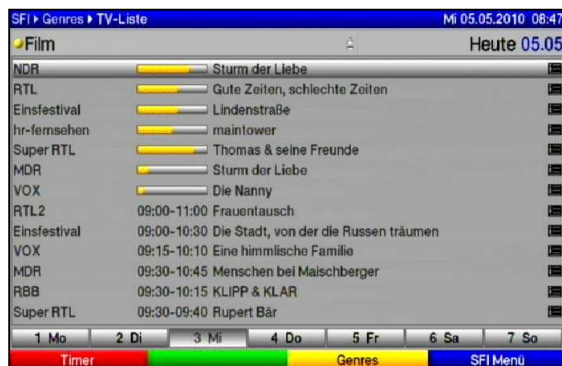 SFI ▸ Genres ▸ TV-Liste Mi 05.05.2010 08:47
Film Heute 05.05
NDR Sturm der Liebe
RTL Gute Zeiten, schlechte Zeiten
Einsfestival Lindenstraße
hr-fernsehen maintower
Super RTL Thomas & seine Freunde
MDR Sturm der Liebe
VOX Die Nanny
RTL2 09:00-11:00 Frauentausch
Einsfestival 09:00-10:30 Die Stadt, von der die Russen träumen
VOX 09:15-10:10 Eine himmlische Familie
MDR 09:30-10:45 Menschen bei Maischberger
RBB 09:30-10:15 KLIPP & KLAR
Super RTL 09:30-09:40 Rupert Bär
1 Mo 2 Di 3 Mi 4 Do 5 Fr 6 Sa 7 So
Timer Genres SFI Menü